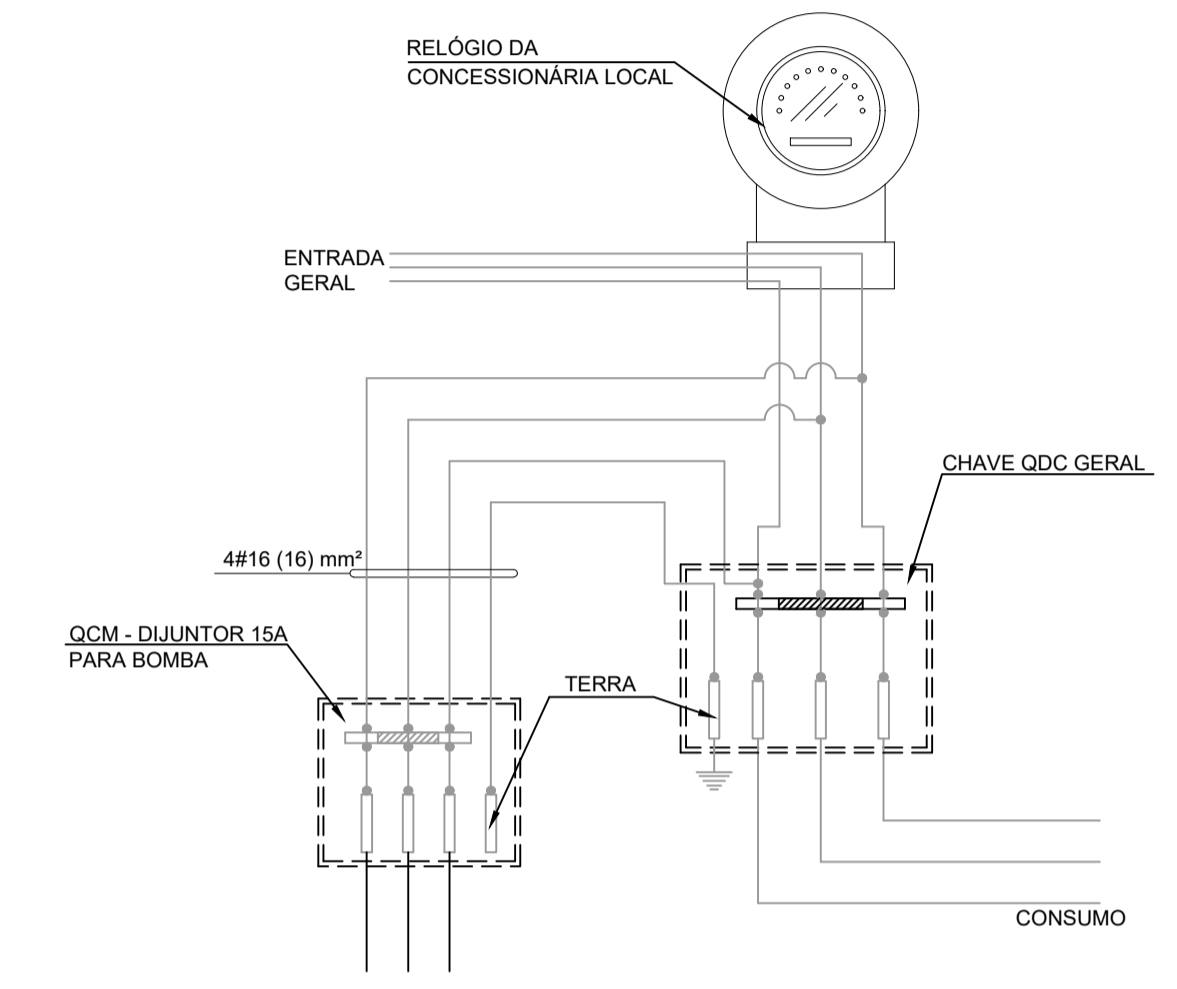 RELÓGIO DA
CONCESSIONÁRIA LOCAL
ENTRADA
GERAL
CHAVE QDC GERAL
4#16 (16) mm²
QCM - DIJUNTOR 15A
PARA BOMBA
TERRA
CONSUMO